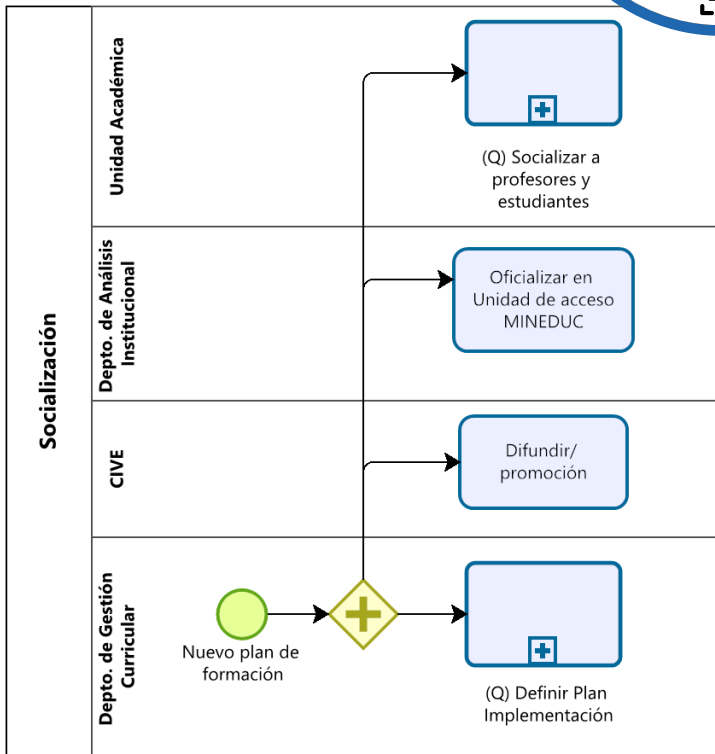 Socialización
Unidad Académica
(Q) Socializar a
profesores y
estudiantes
Depto. de Análisis
Institucional
Oficializar en
Unidad de acceso
MINEDUC
CIVE
Difundir/
promoción
Depto. de Gestión
Curricular
Nuevo plan de
formación
(Q) Definir Plan
Implementación